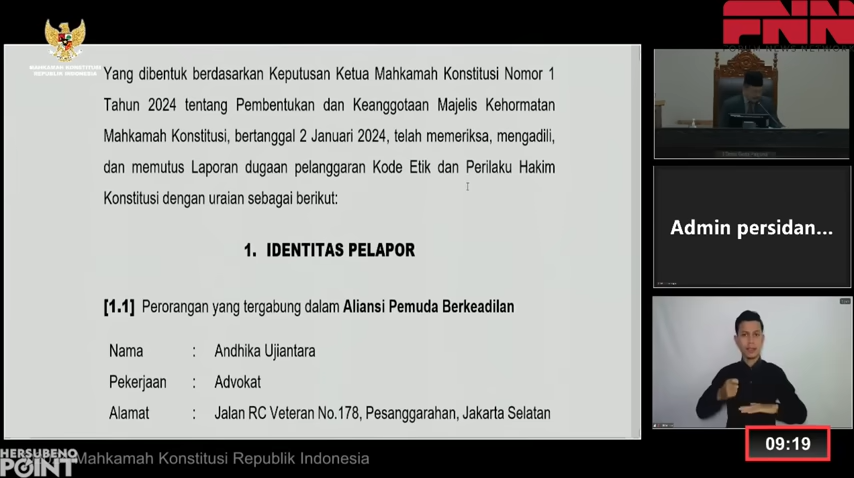 FNN
FORUM NEWS NETWORK
MAHKAMAH KONSTITUSI
REPUBLIK INDONESIA
Yang dibentuk berdasarkan Keputusan Ketua Mahkamah Konstitusi Nomor 1
Tahun 2024 tentang Pembentukan dan Keanggotaan Majelis Kehormatan
Mahkamah Konstitusi, bertanggal 2 Januari 2024, telah memeriksa, mengadili,
dan memutus Laporan dugaan pelanggaran Kode Etik dan Perilaku Hakim
Konstitusi dengan uraian sebagai berikut:
1. IDENTITAS PELAPOR
[1.1] Perorangan yang tergabung dalam Aliansi Pemuda Berkeadilan
Nama : Andhika Ujiantara
Pekerjaan : Advokat
Alamat : Jalan RC Veteran No.178, Pesanggarahan, Jakarta Selatan
Admin persidan...
09:19
HERSUBENO
POINT
Mahkamah Konstitusi Republik Indonesia